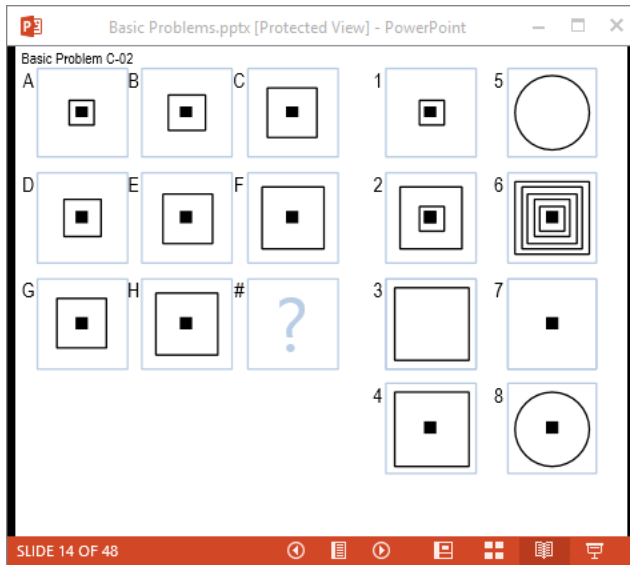 Basic Problems.pptx [Protected View] - PowerPoint
Basic Problem C-02
A B C 1 5
D E F 2 6
G H # ? 3 7
4 8
SLIDE 14 OF 48